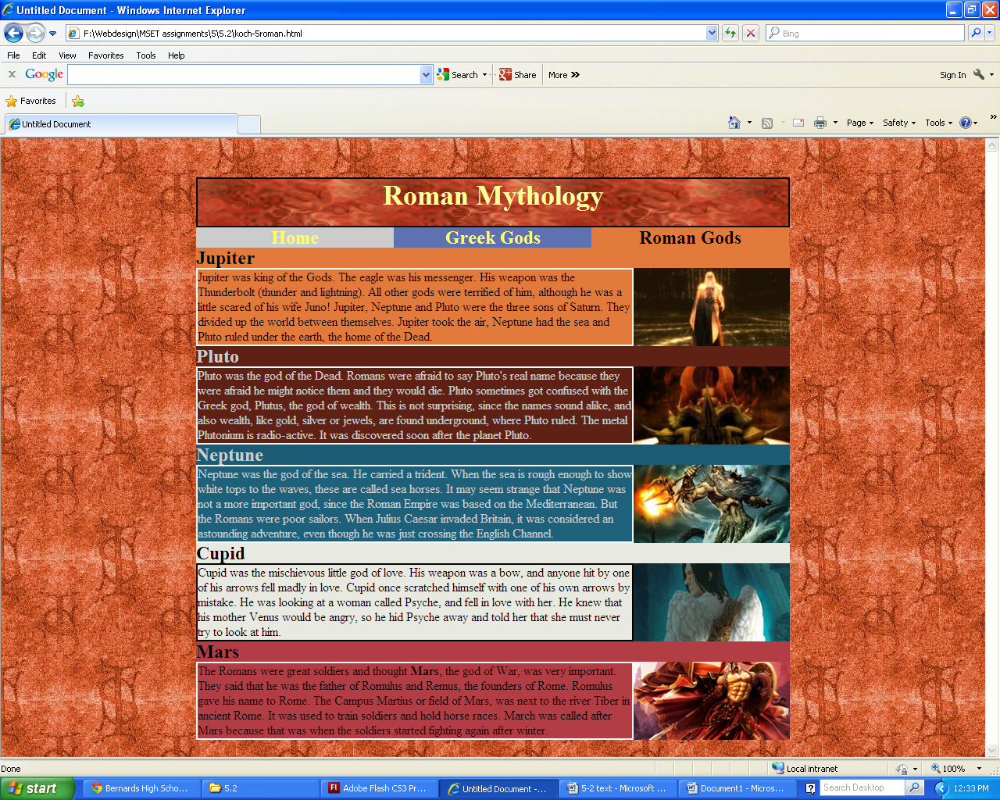 Untitled Document - Windows Internet Explorer
F:\Webdesign\MSET assignments\5\5.2\koch-5roman.html
Bing
File Edit View Favorites Tools Help
x Google Search Share More » Sign In
Favorites
Untitled Document
Page Safety Tools »
Roman Mythology
Home Greek Gods Roman Gods
Jupiter
Jupiter was king of the Gods. The eagle was his messenger. His weapon was the
Thunderbolt (thunder and lightning). All other gods were terrified of him, although he was a
little scared of his wife Juno! Jupiter, Neptune and Pluto were the three sons of Saturn. They
divided up the world between themselves. Jupiter took the air, Neptune had the sea and
Pluto ruled under the earth, the home of the Dead.
Pluto
Pluto was the god of the Dead. Romans were afraid to say Pluto's real name because they
were afraid he might notice them and they would die. Pluto sometimes got confused with the
Greek god, Plutus, the god of wealth. This is not surprising, since the names sound alike, and
also wealth, like gold, silver or jewels, are found underground, where Pluto ruled. The metal
Plutonium is radio-active. It was discovered soon after the planet Pluto.
Neptune
Neptune was the god of the sea. He carried a trident. When the sea is rough enough to show
white tops to the waves, these are called sea horses. It may seem strange that Neptune was
not a more important god, since the Roman Empire was based on the Mediterranean. But
the Romans were poor sailors. When Julius Caesar invaded Britain, it was considered an
astounding adventure, even though he was just crossing the English Channel.
Cupid
Cupid was the mischievous little god of love. His weapon was a bow, and anyone hit by one
of his arrows fell madly in love. Cupid once scratched himself with one of his own arrows by
mistake. He was looking at a woman called Psyche, and fell in love with her. He knew that
his mother Venus would be angry, so he hid Psyche away and told her that she must never
try to look at him.
Mars
The Romans were great soldiers and thought Mars, the god of War, was very important.
They said that he was the father of Romulus and Remus, the founders of Rome. Romulus
gave his name to Rome. The Campus Martius or field of Mars, was next to the river Tiber in
ancient Rome. It was used to train soldiers and hold horse races. March was called after
Mars because that was when the soldiers started fighting again after winter.
Done Local intranet 100%
start Bernards High Scho... 5.2 Fl Adobe Flash CS3 Pr... Untitled Document -... 5-2 text - Microsoft ... Document1 - Micros... Search Desktop 12:33 PM